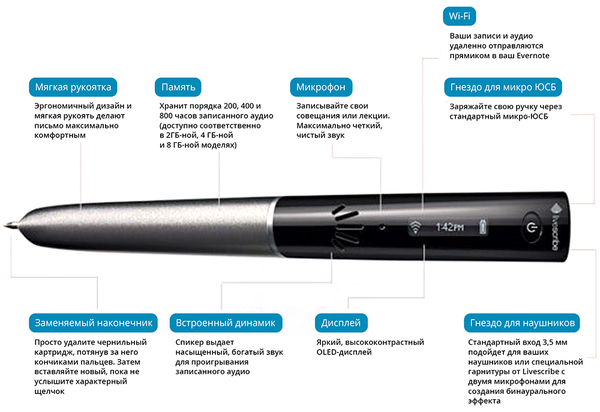 Wi-Fi
Ваши записи и аудио
удаленно отправляются
прямиком в ваш Evernote
Мягкая рукоятка
Эргономичный дизайн и
мягкая рукоять делают
письмо максимально
комфортным
Память
Хранит порядка 200, 400 и
800 часов записанного аудио
(доступно соответственно
в 2ГБ-ной, 4 ГБ-ной
и 8 ГБ-ной моделях)
Микрофон
Записывайте свои
совещания или лекции.
Максимально четкий,
чистый звук
Гнездо для микро ЮСБ
Заряжайте свою ручку через
стандартный микро-ЮСБ
1:42PM
livescribe
Заменяемый наконечник
Просто удалите чернильный
картридж, потянув за него
кончиками пальцев. Затем
вставляйте новый, пока не
услышите характерный
щелчок
Встроенный динамик
Спикер выдает
насыщенный, богатый звук
для проигрывания
записанного аудио
Дисплей
Яркий, высококонтрастный
OLED-дисплей
Гнездо для наушников
Стандартный вход 3,5 мм
подойдет для ваших
наушников или специальной
гарнитуры от Livescribe с
двумя микрофонами для
создания бинаурального
эффекта